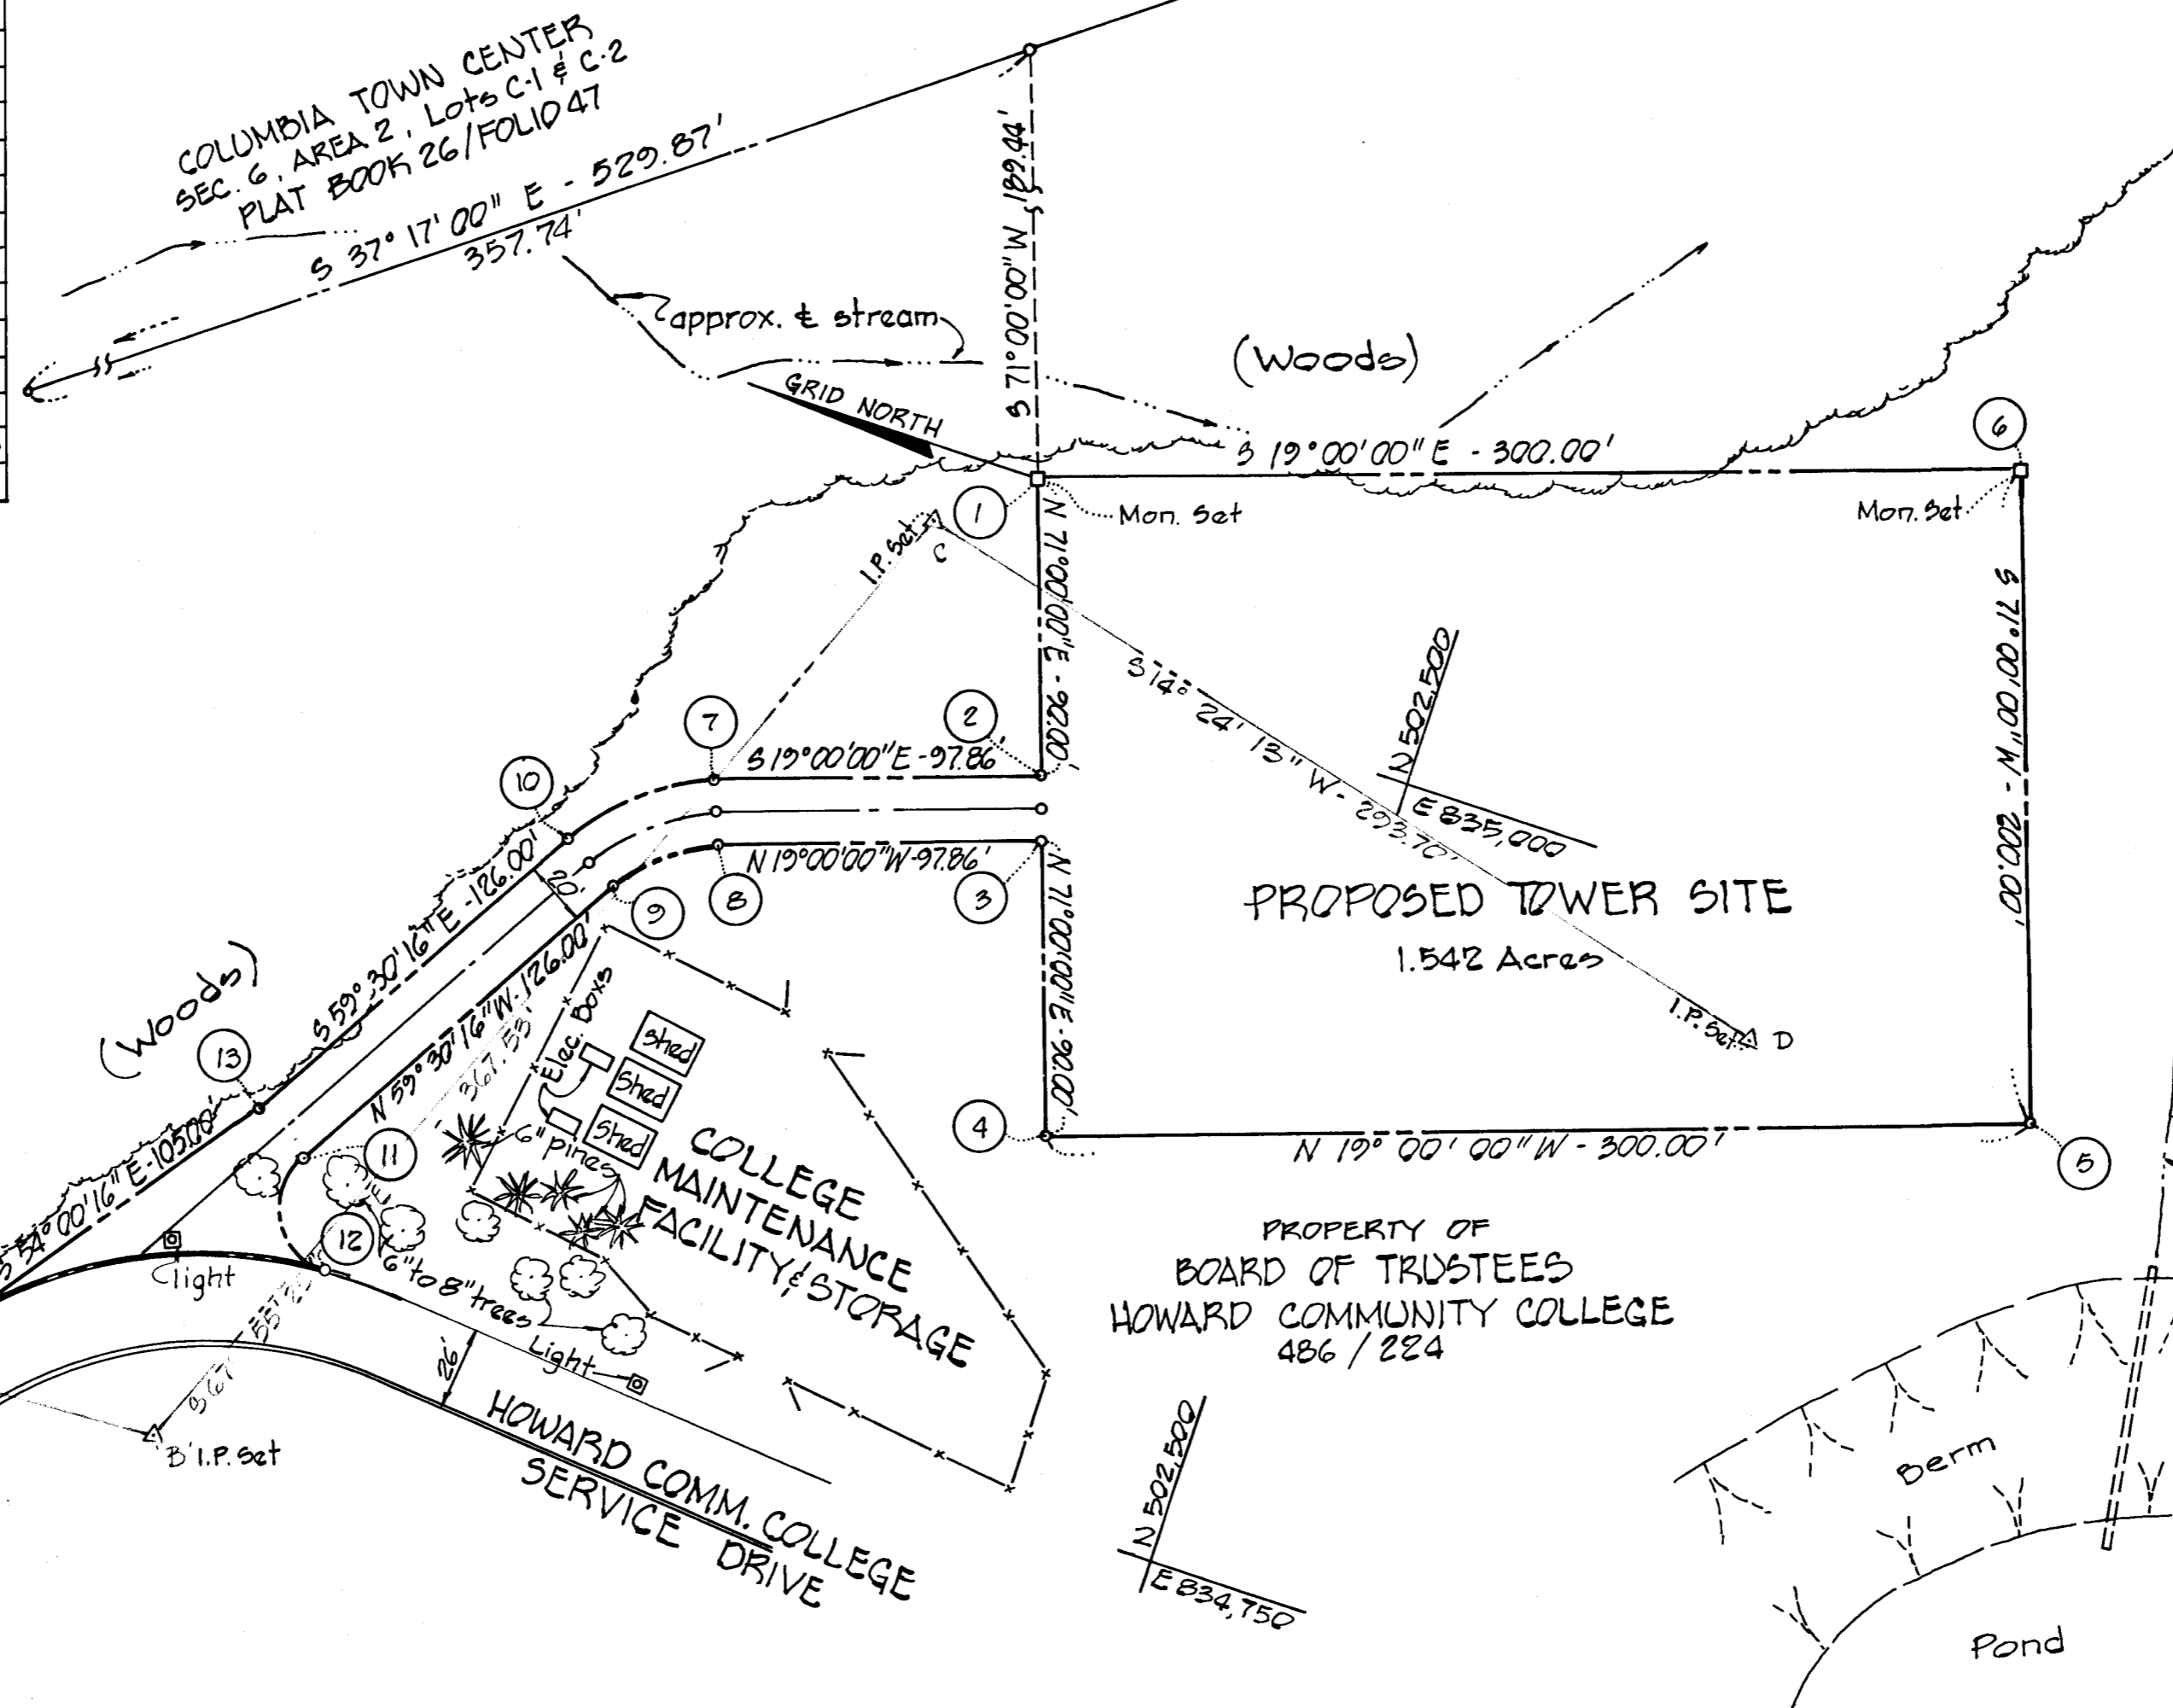 COLUMBIA TOWN CENTER
SEC. 6, AREA 2, Lots C-1 & C-2
PLAT BOOK 26/FOLIO 47
S 37° 17' 00" E - 529.87'
357.74'
S 71° 00' 00" W 189.44'
approx. ℄ stream
(Woods)
GRID NORTH
S 19° 00' 00" E - 300.00'
6
1
Mon. Set
Mon. Set
I.P. Set
C
N 71° 00' 00" E - 90.00'
S 71° 00' 00" W - 200.00'
S 14° 24' 13" W - 293.70'
N 502,500
E 835,000
7
2
S 19° 00' 00" E - 97.86'
10
N 19° 00' 00" W - 97.86'
20'
9
8
3
S 59° 30' 16" E - 126.00'
N 59° 30' 16" W - 126.00'
367.55'
PROPOSED TOWER SITE
1.542 Acres
I.P. Set
D
N 71° 00' 00" E - 90.00'
(Woods)
13
Elec. Boxs
Shed
Shed
Shed
6" pines
4
N 19° 00' 00" W - 300.00'
5
11
12
S 54° 00' 16" E - 105.00'
light
6" to 8" trees
Light
COLLEGE
MAINTENANCE
FACILITY & STORAGE
PROPERTY OF
BOARD OF TRUSTEES
HOWARD COMMUNITY COLLEGE
486 / 224
26'
B I.P. Set
HOWARD COMM. COLLEGE
SERVICE DRIVE
N 502,500
E 834,750
Berm
Pond